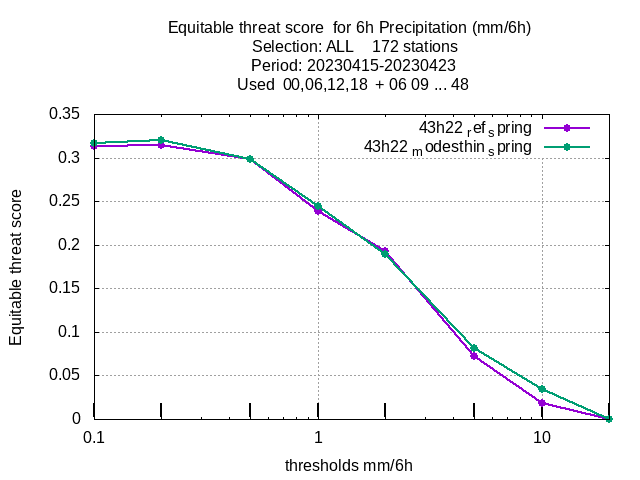 Equitable threat score  for 6h Precipitation (mm/6h)
Selection: ALL    172 stations
Period: 20230415-20230423
Used  00,06,12,18  + 06 09 ... 48
0.35
43h22 ref spring
0.3
43h22 modesthin spring
0.25
0.2
0.15
0.1
0.05
0
Equitable threat score
0.1 1 10
thresholds mm/6h